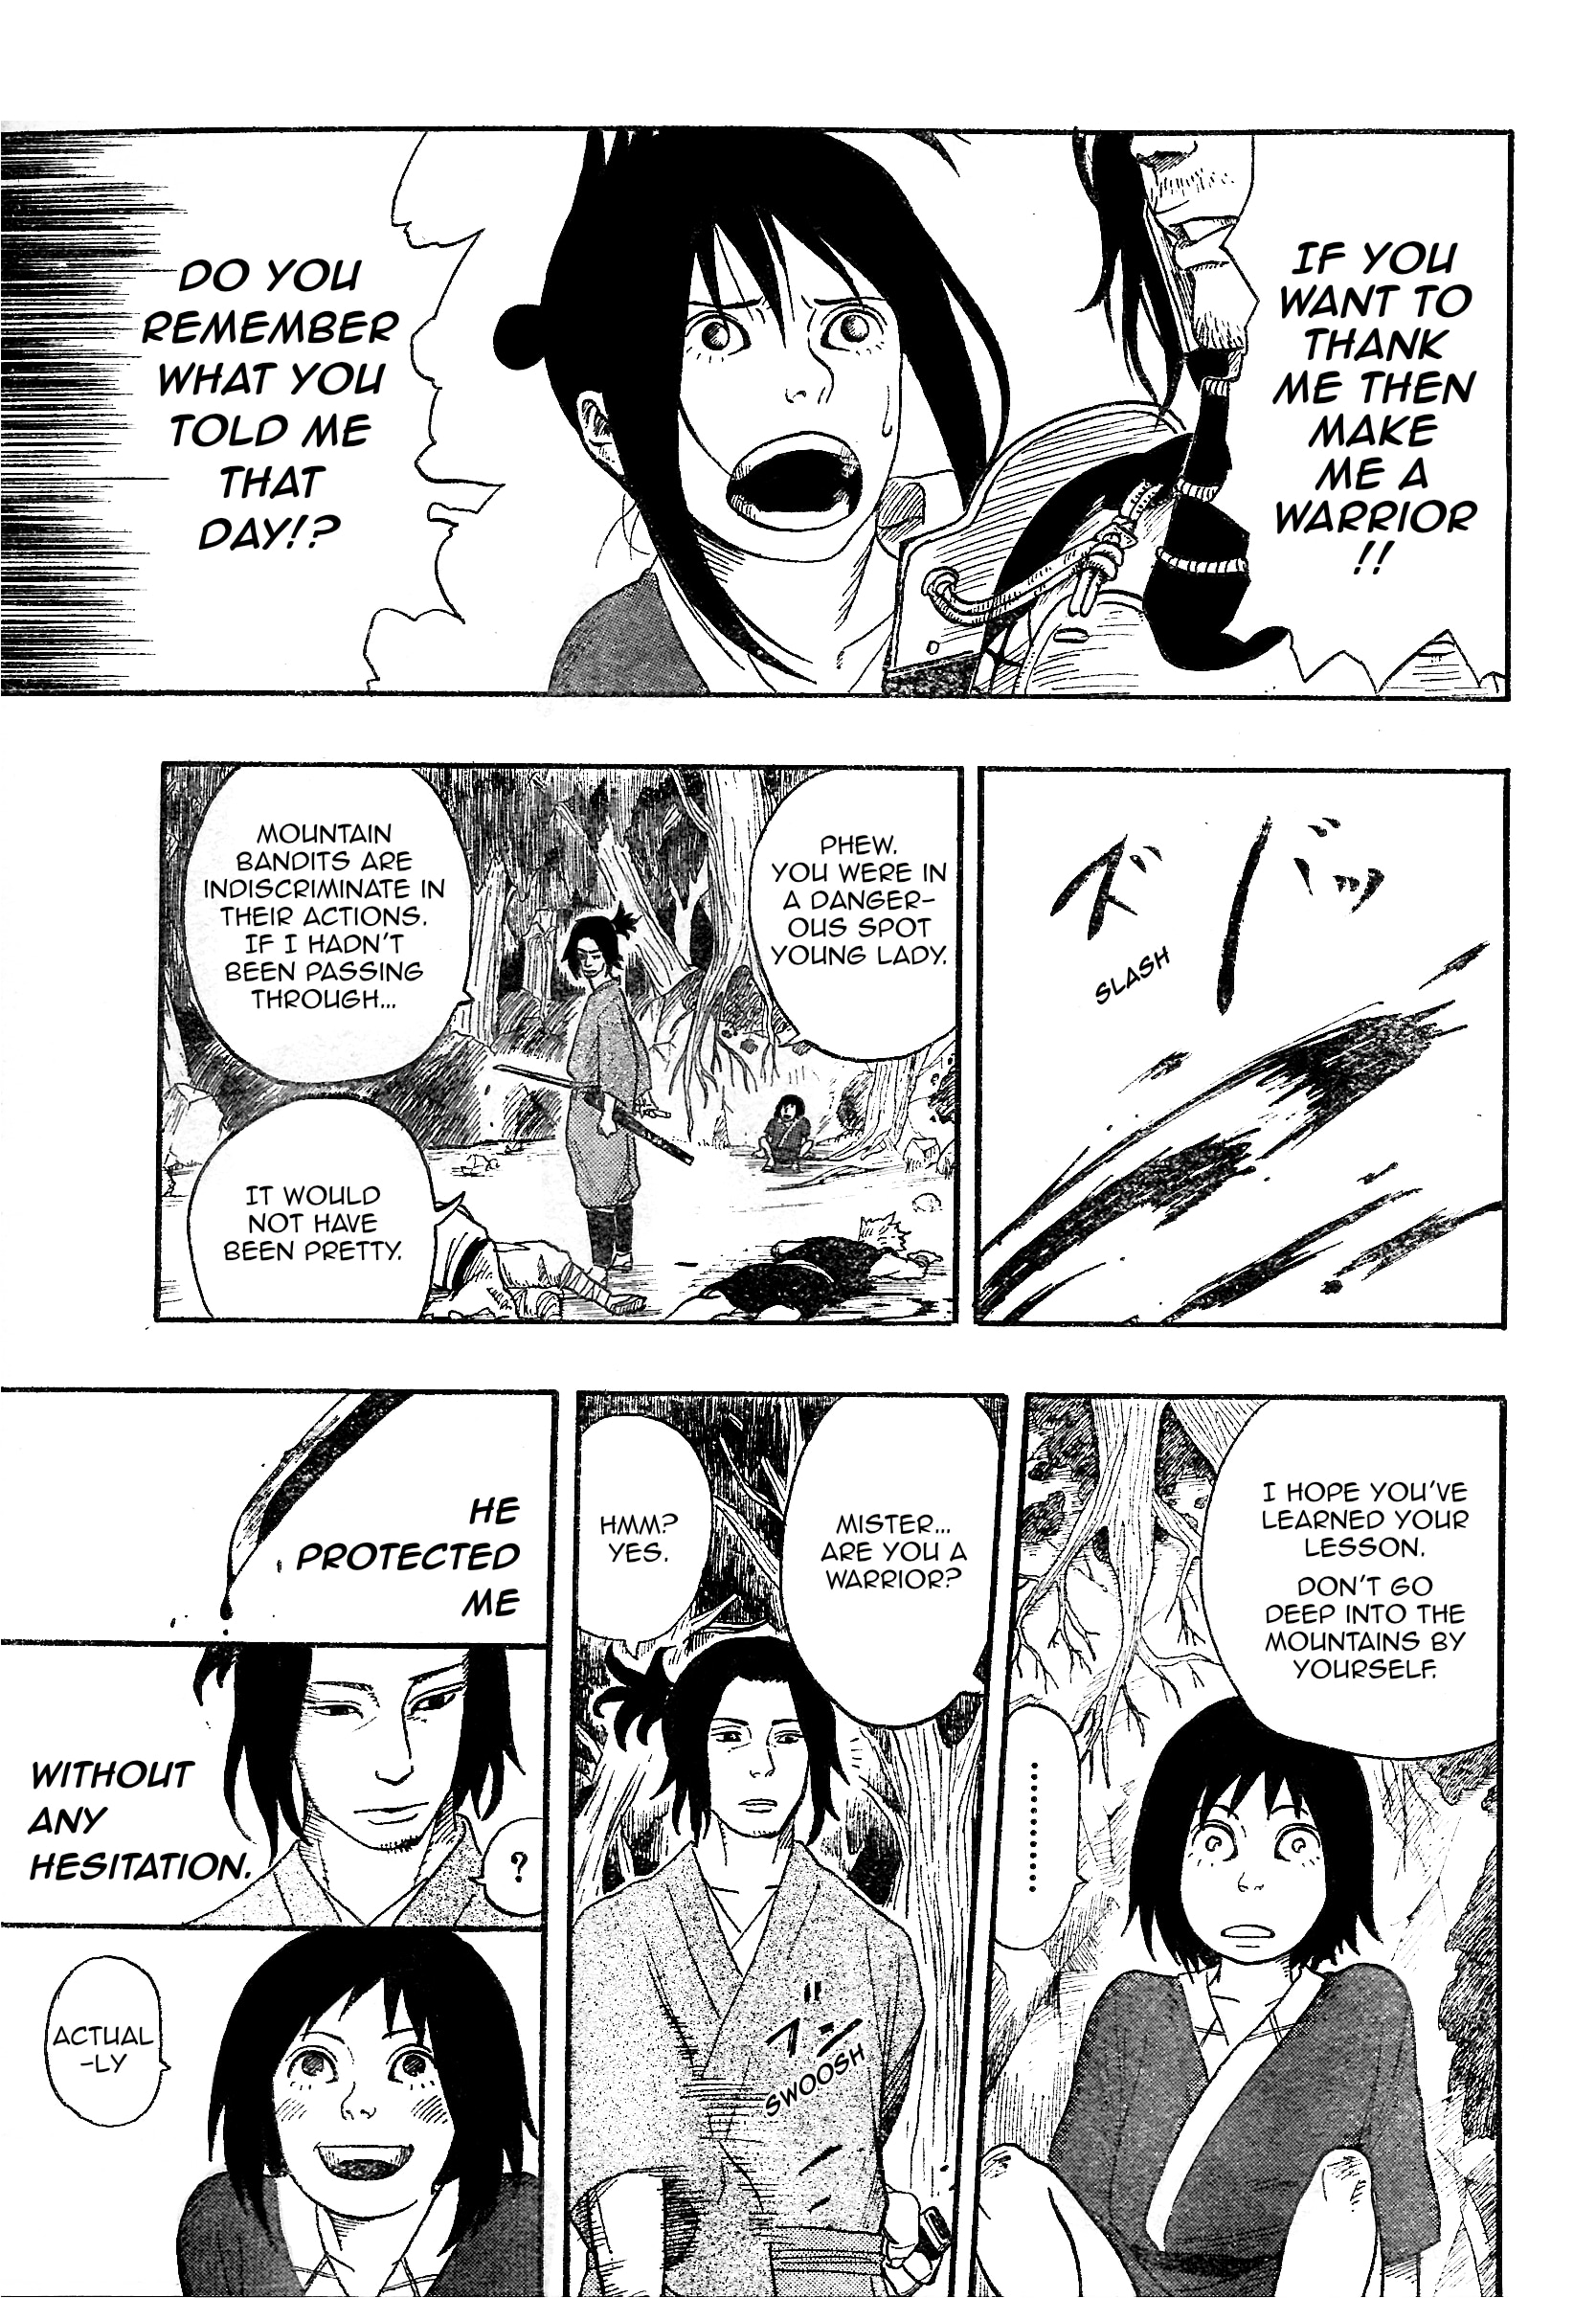 IF YOU
WANT TO
THANK
ME THEN
MAKE
ME A
WARRIOR
!!
DO YOU
REMEMBER
WHAT YOU
TOLD ME
THAT
DAY!?
ズバッ
SLASH
PHEW.
YOU WERE IN
A DANGER-
OUS SPOT
YOUNG LADY.
MOUNTAIN
BANDITS ARE
INDISCRIMINATE IN
THEIR ACTIONS.
IF I HADN'T
BEEN PASSING
THROUGH...
IT WOULD
NOT HAVE
BEEN PRETTY.
I HOPE YOU'VE
LEARNED YOUR
LESSON.
DON'T GO
DEEP INTO THE
MOUNTAINS BY
YOURSELF.
..........
MISTER...
ARE YOU A
WARRIOR?
HMM?
YES.
ブン
SWOOSH
HE
PROTECTED
ME
WITHOUT
ANY
HESITATION.
?
ACTUAL
-LY